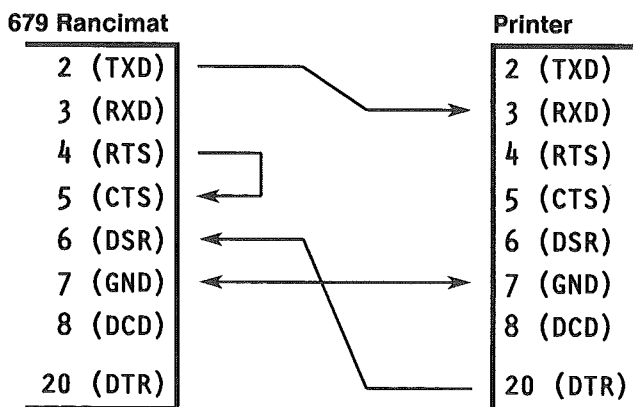 679 Rancimat
2 (TXD)
3 (RXD)
4 (RTS)
5 (CTS)
6 (DSR)
7 (GND)
8 (DCD)
20 (DTR)
Printer
2 (TXD)
3 (RXD)
4 (RTS)
5 (CTS)
6 (DSR)
7 (GND)
8 (DCD)
20 (DTR)